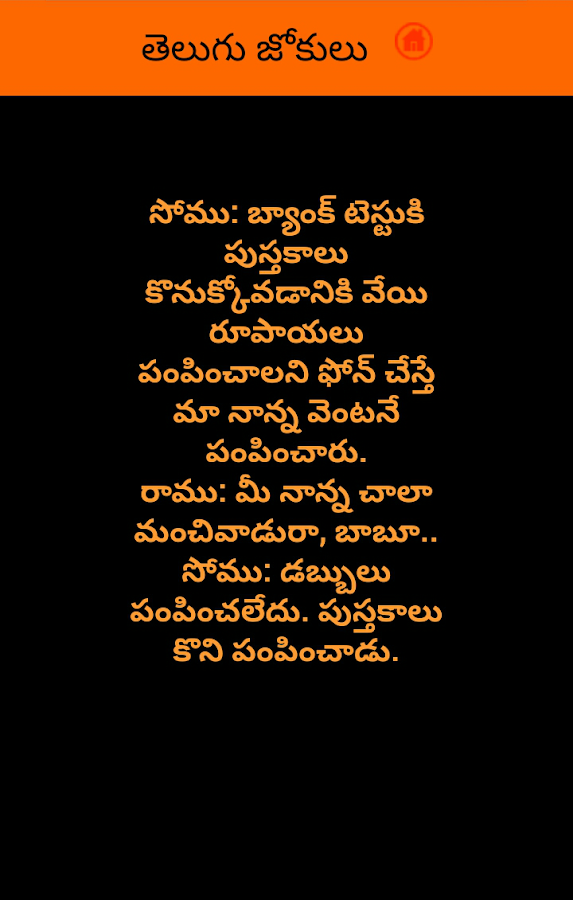 తెలుగు జోకులు
సోము: బ్యాంక్ టెస్టుకి
పుస్తకాలు
కొనుక్కోవడానికి వేయి
రూపాయలు
పంపించాలని ఫోన్ చేస్తే
మా నాన్న వెంటనే
పంపించారు.
రాము: మీ నాన్న చాలా
మంచివాడురా, బాబూ..
సోము: డబ్బులు
పంపించలేదు. పుస్తకాలు
కొని పంపించాడు.